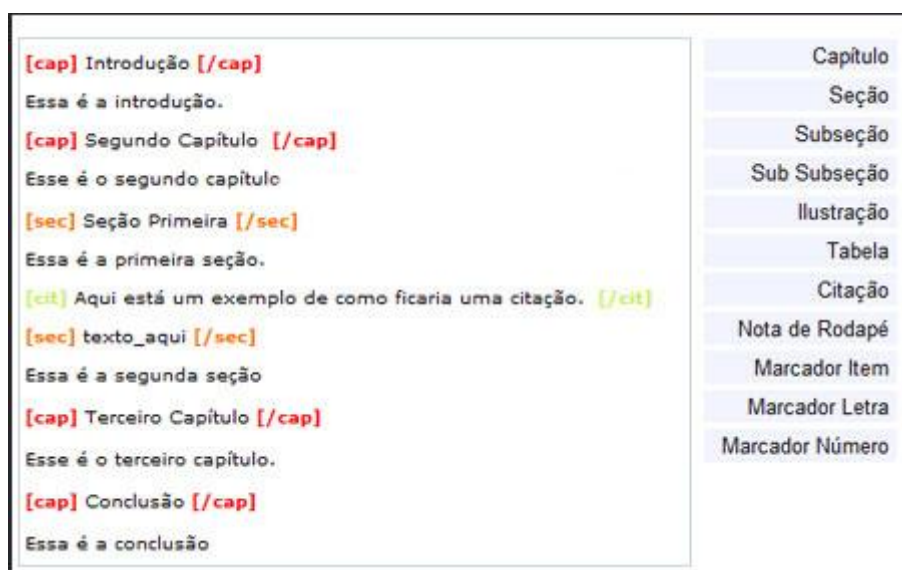 [cap] Introdução [/cap]
Essa é a introdução.
[cap] Segundo Capítulo [/cap]
Esse é o segundo capítulo
[sec] Seção Primeira [/sec]
Essa é a primeira seção.
[cit] Aqui está um exemplo de como ficaria uma citação. [/cit]
[sec] texto_aqui [/sec]
Essa é a segunda seção
[cap] Terceiro Capítulo [/cap]
Esse é o terceiro capítulo.
[cap] Conclusão [/cap]
Essa é a conclusão
Capítulo
Seção
Subseção
Sub Subseção
Ilustração
Tabela
Citação
Nota de Rodapé
Marcador Item
Marcador Letra
Marcador Número